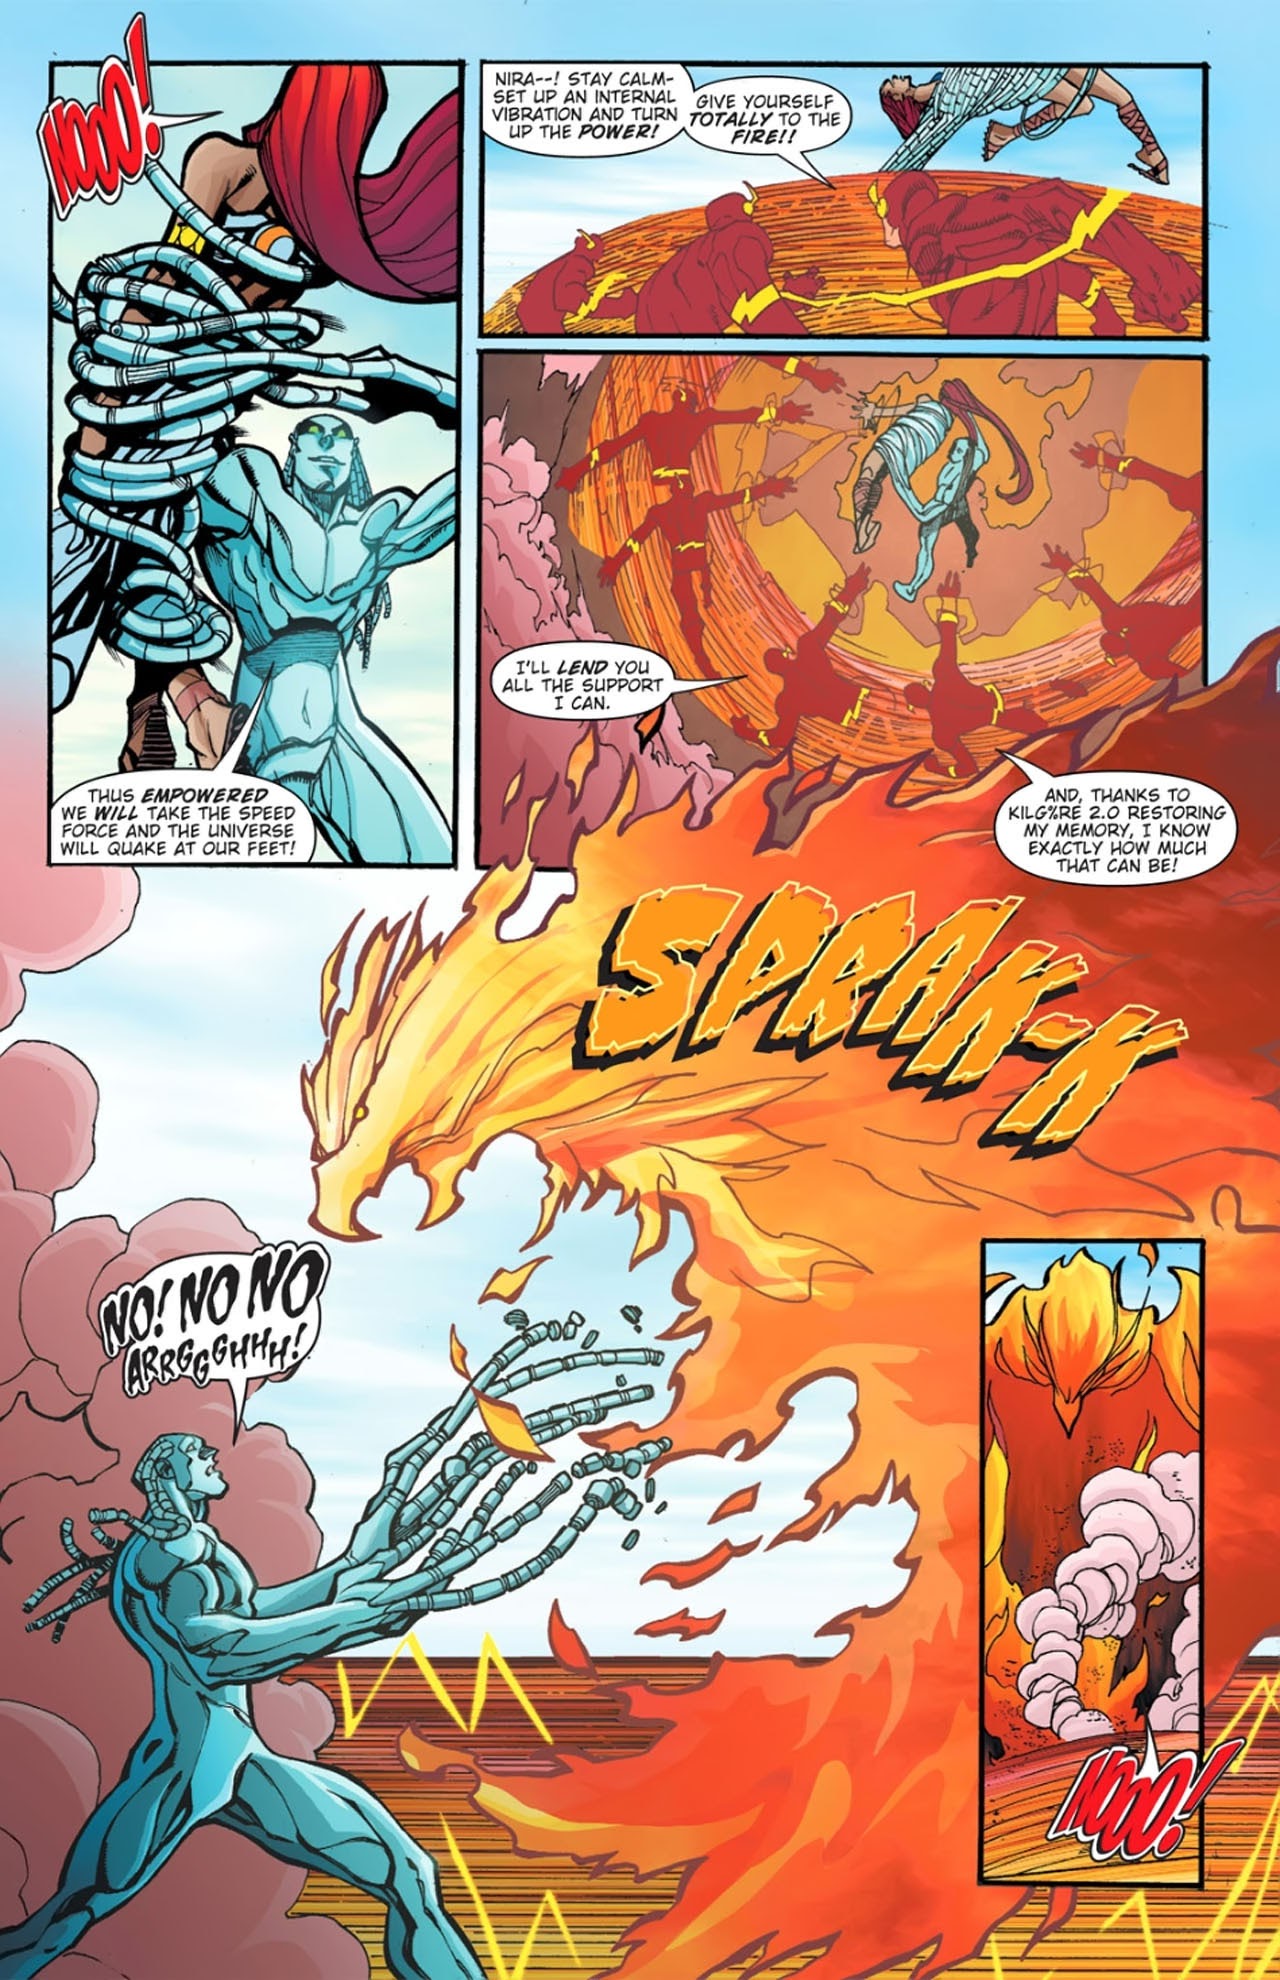 NOOO!
THUS EMPOWERED
WE WILL TAKE THE SPEED
FORCE AND THE UNIVERSE
WILL QUAKE AT OUR FEET!
NIRA--! STAY CALM-
SET UP AN INTERNAL
VIBRATION AND TURN
UP THE POWER!
GIVE YOURSELF
TOTALLY TO THE
FIRE!!
I'LL LEND YOU
ALL THE SUPPORT
I CAN.
AND, THANKS TO
KILG%RE 2.0 RESTORING
MY MEMORY, I KNOW
EXACTLY HOW MUCH
THAT CAN BE!
SPRAK-K
NO! NO NO
ARRGGGGHHH!
NOOO!